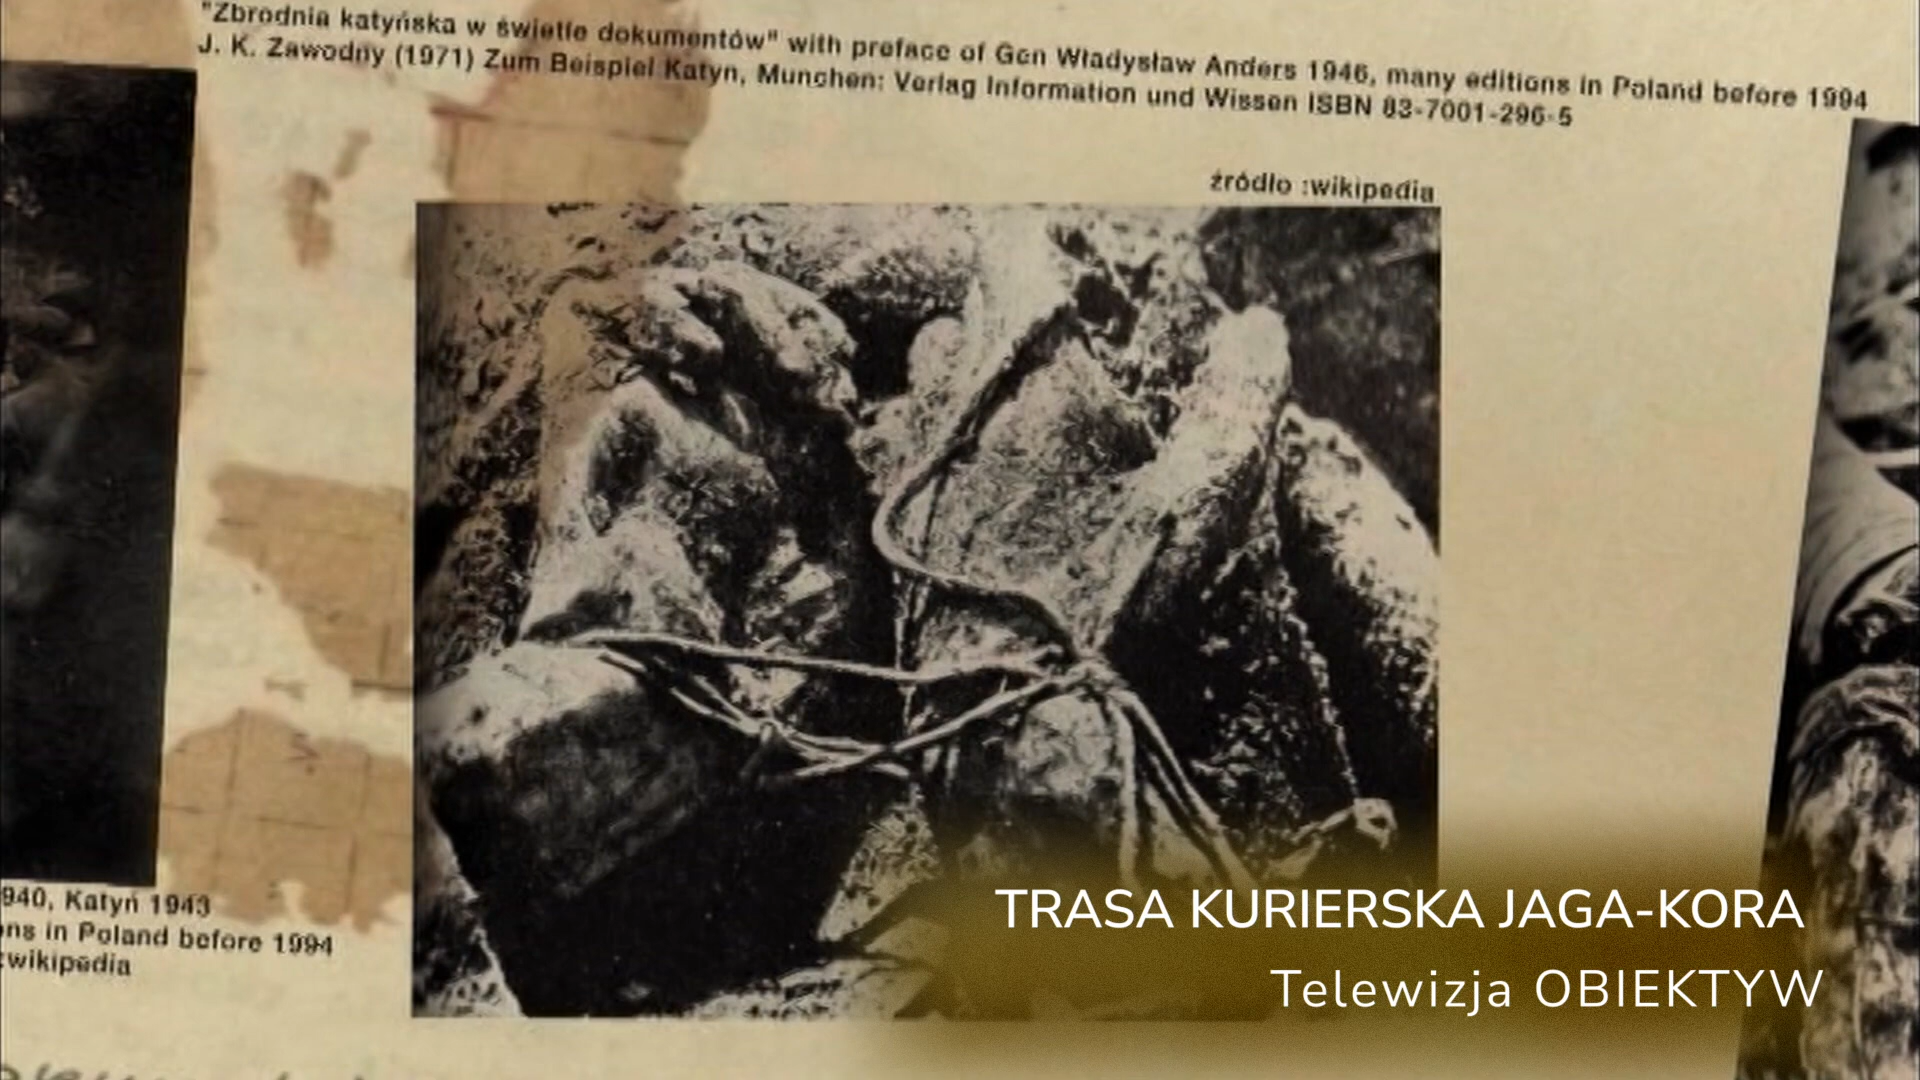 "Zbrodnia katyńska w świetle dokumentów" with preface of Gen Władysław Anders 1946, many editions in Poland before 1994
J. K. Zawodny (1971) Zum Beispiel Katyn, Munchen: Verlag Information und Wissen ISBN 83-7001-296-5
źródło :wikipedia
940, Katyń 1943
ns in Poland before 1994
:wikipedia
TRASA KURIERSKA JAGA-KORA
Telewizja OBIEKTYW